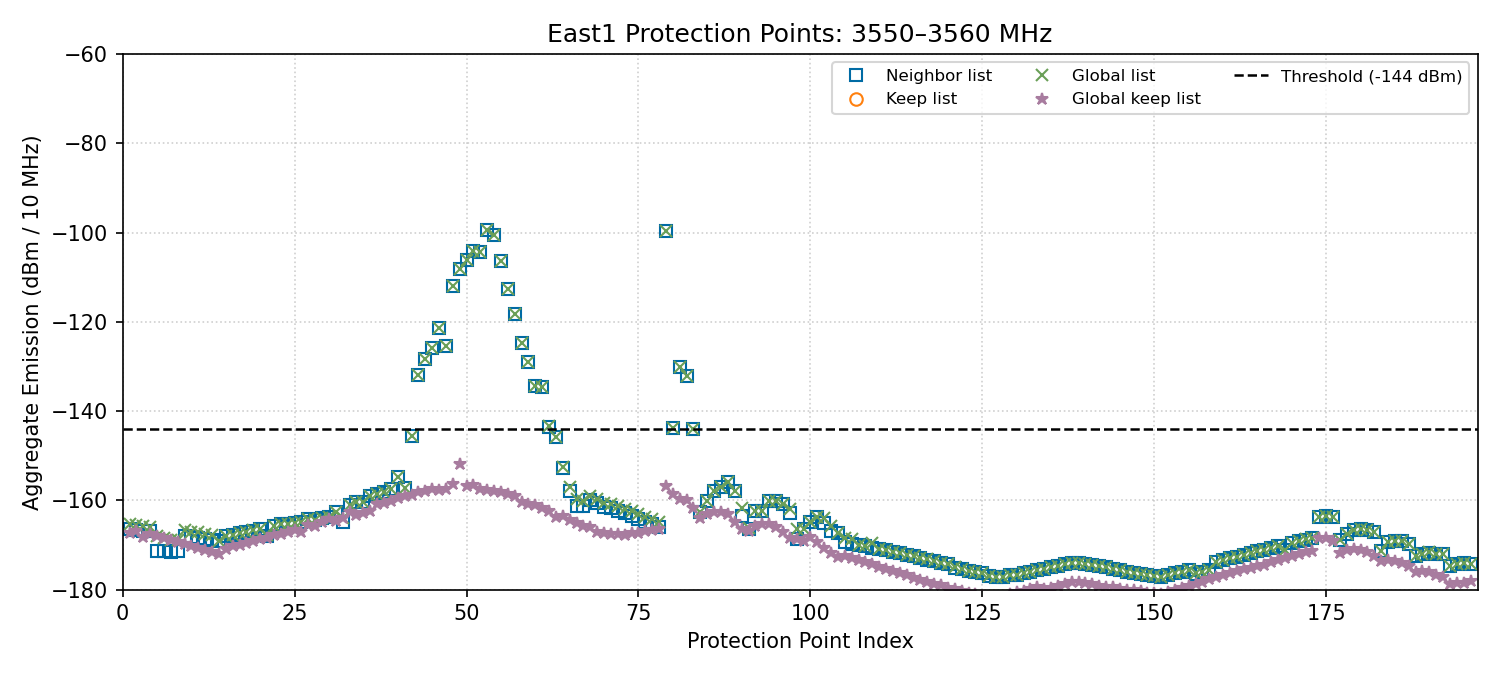 East1 Protection Points: 3550–3560 MHz
Aggregate Emission (dBm / 10 MHz)
−60
−80
−100
−120
−140
−160
−180
Neighbor list
Keep list
Global list
Global keep list
Threshold (-144 dBm)
0 25 50 75 100 125 150 175
Protection Point Index